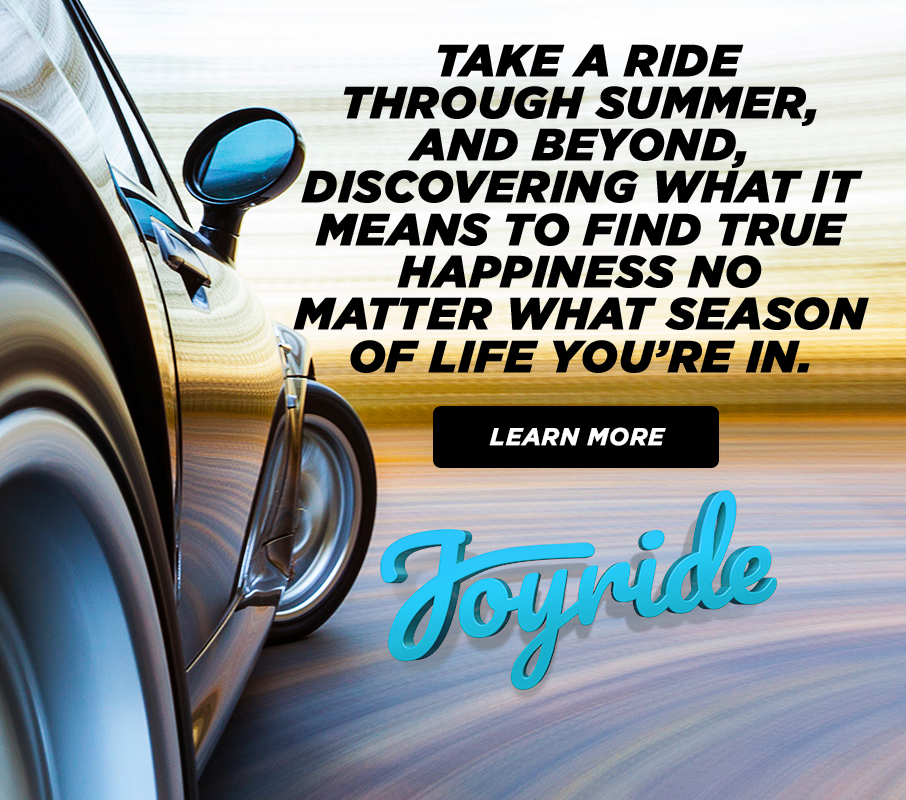 TAKE A RIDE
THROUGH SUMMER,
AND BEYOND,
DISCOVERING WHAT IT
MEANS TO FIND TRUE
HAPPINESS NO
MATTER WHAT SEASON
OF LIFE YOU’RE IN.
LEARN MORE
Joyride